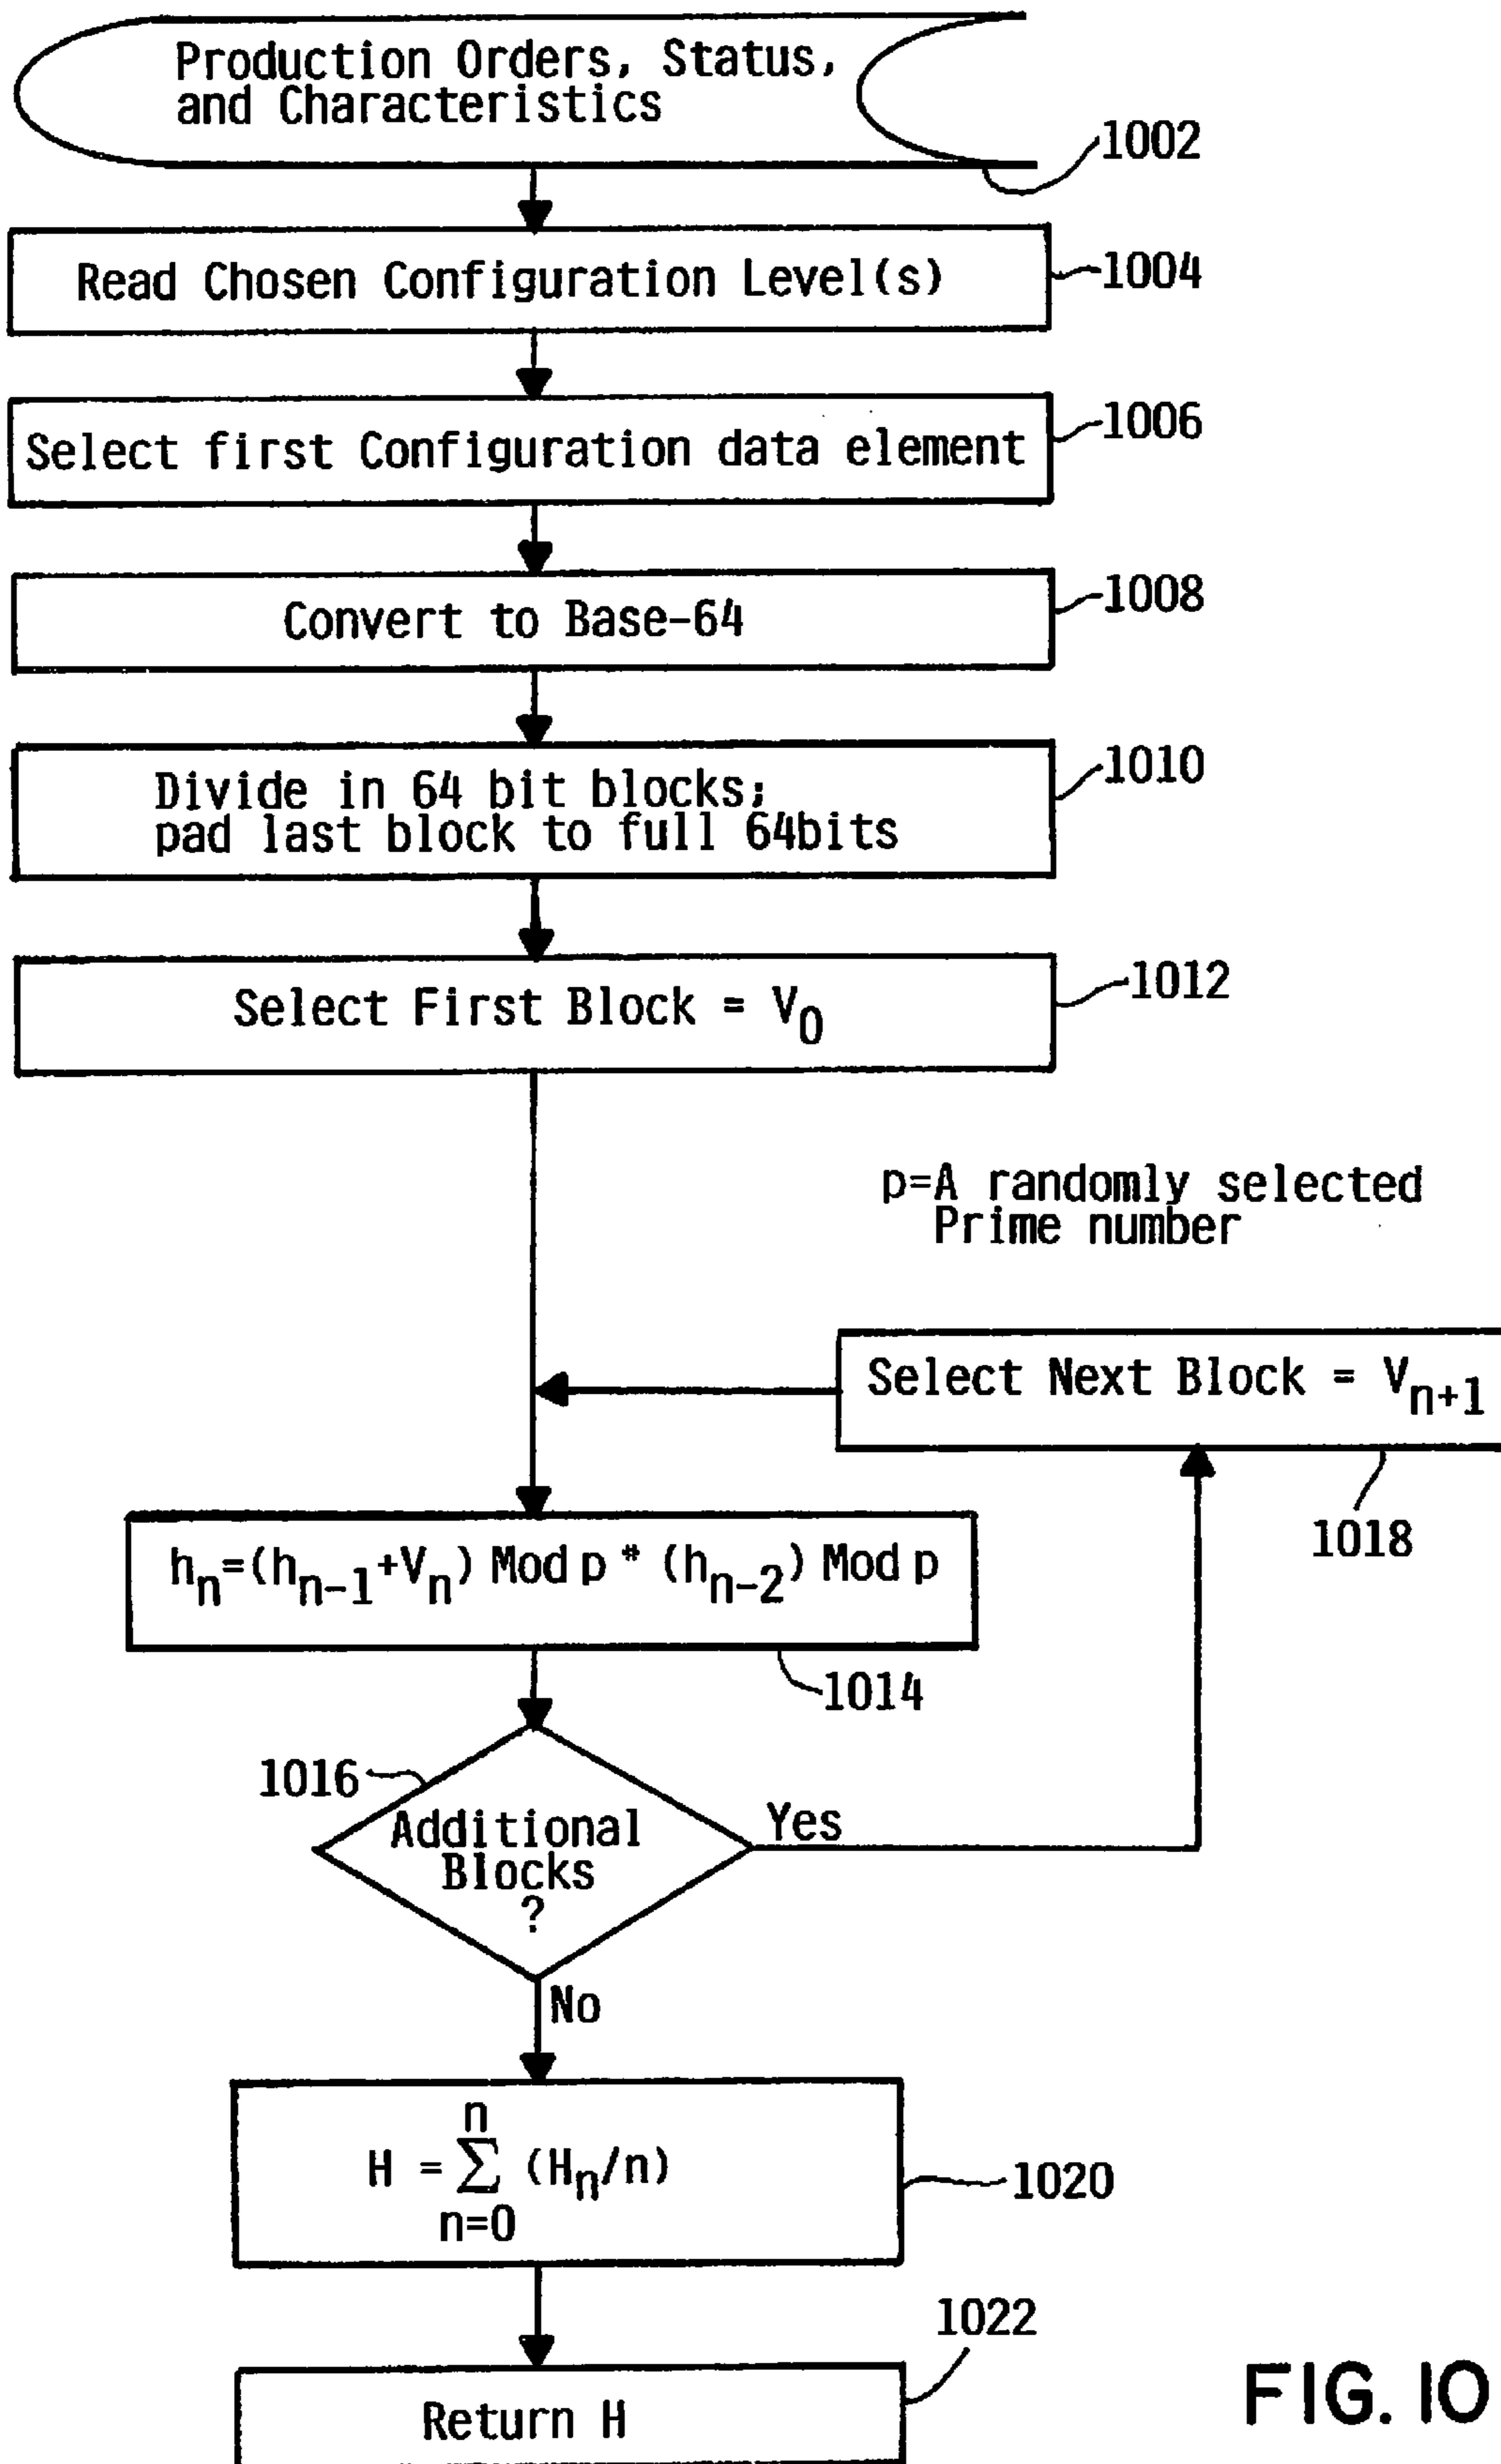 Production Orders, Status,
and Characteristics
1002
Read Chosen Configuration Level(s)
1004
Select first Configuration data element
1006
Convert to Base-64
1008
Divide in 64 bit blocks;
pad last block to full 64bits
1010
Select First Block = V₀
1012
p=A randomly selected
Prime number
Select Next Block = Vₙ₊₁
1018
hₙ=(hₙ₋₁+Vₙ) Mod p * (hₙ₋₂) Mod p
1014
1016
Additional
Blocks
?
Yes
No
n
H = ∑ (Hₙ/n)
n=0
1020
1022
Return H
FIG. 10